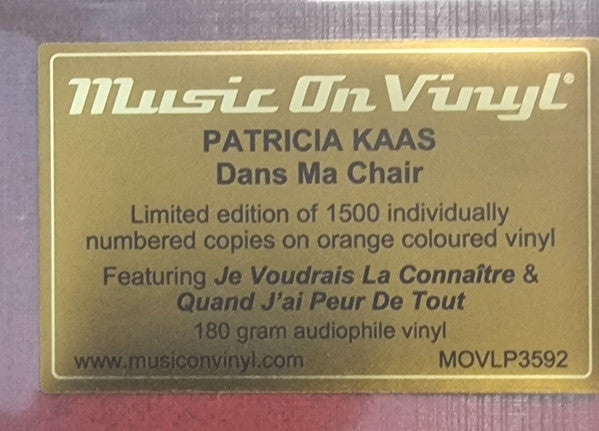 Music On Vinyl®
PATRICIA KAAS
Dans Ma Chair
Limited edition of 1500 individually
numbered copies on orange coloured vinyl
Featuring Je Voudrais La Connaître &
Quand J'ai Peur De Tout
180 gram audiophile vinyl
www.musiconvinyl.com MOVLP3592